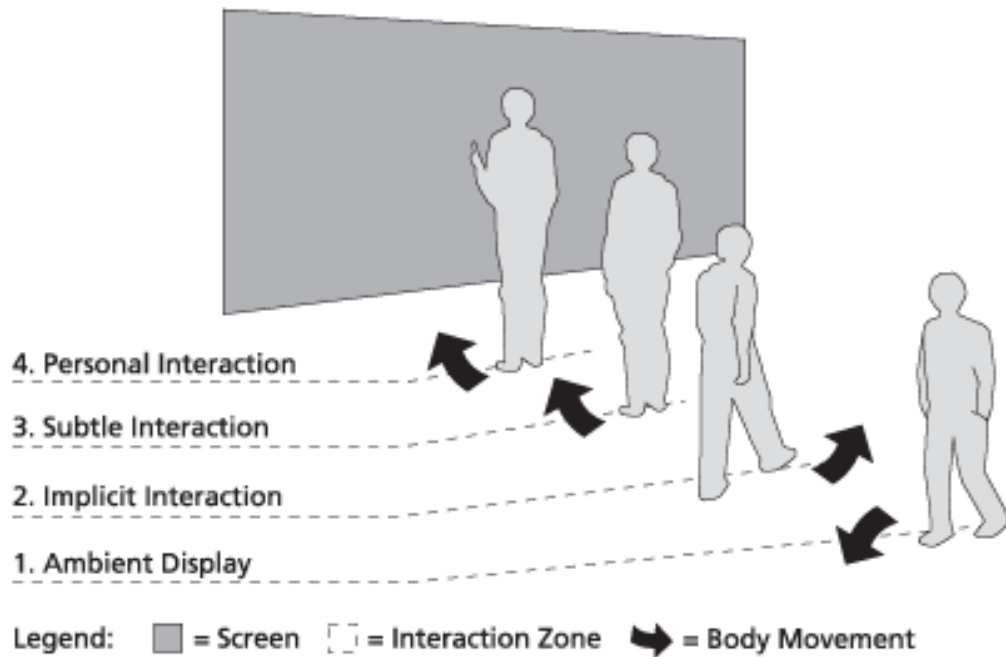 4. Personal Interaction
3. Subtle Interaction
2. Implicit Interaction
1. Ambient Display
Legend: = Screen = Interaction Zone = Body Movement